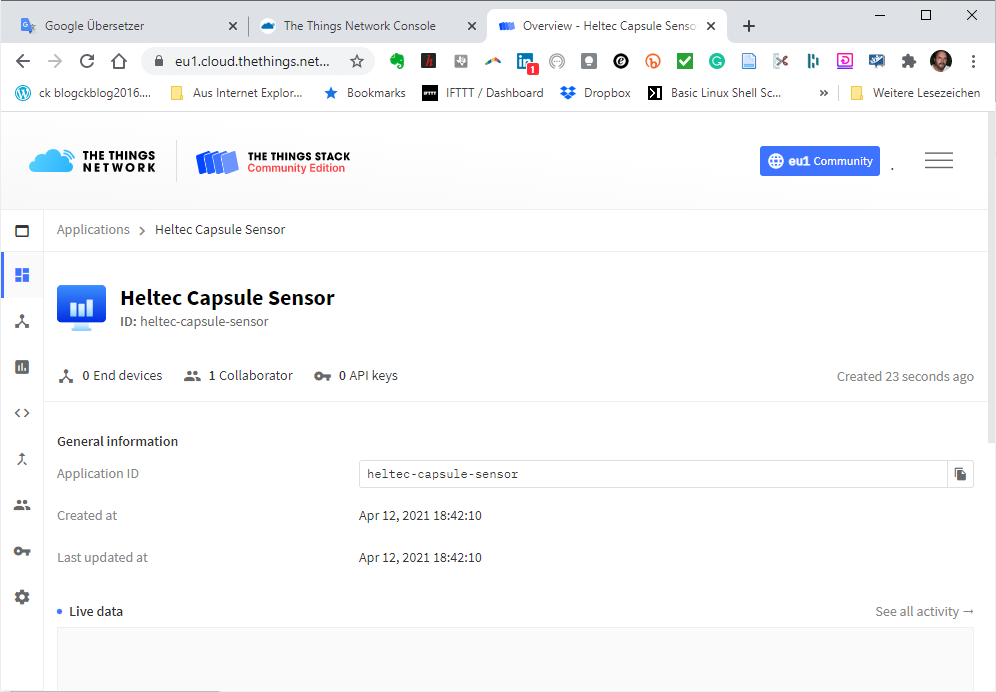 Google Übersetzer
The Things Network Console
Overview - Heltec Capsule Senso
eu1.cloud.thethings.net...
1
ck blogckblog2016....
Aus Internet Explor...
Bookmarks
IFTTT / Dashboard
Dropbox
Basic Linux Shell Sc...
»
Weitere Lesezeichen
THE THINGS
NETWORK
THE THINGS STACK
Community Edition
eu1 Community
Applications > Heltec Capsule Sensor
Heltec Capsule Sensor
ID: heltec-capsule-sensor
0 End devices
1 Collaborator
0 API keys
Created 23 seconds ago
General information
Application ID
heltec-capsule-sensor
Created at
Apr 12, 2021 18:42:10
Last updated at
Apr 12, 2021 18:42:10
Live data
See all activity →